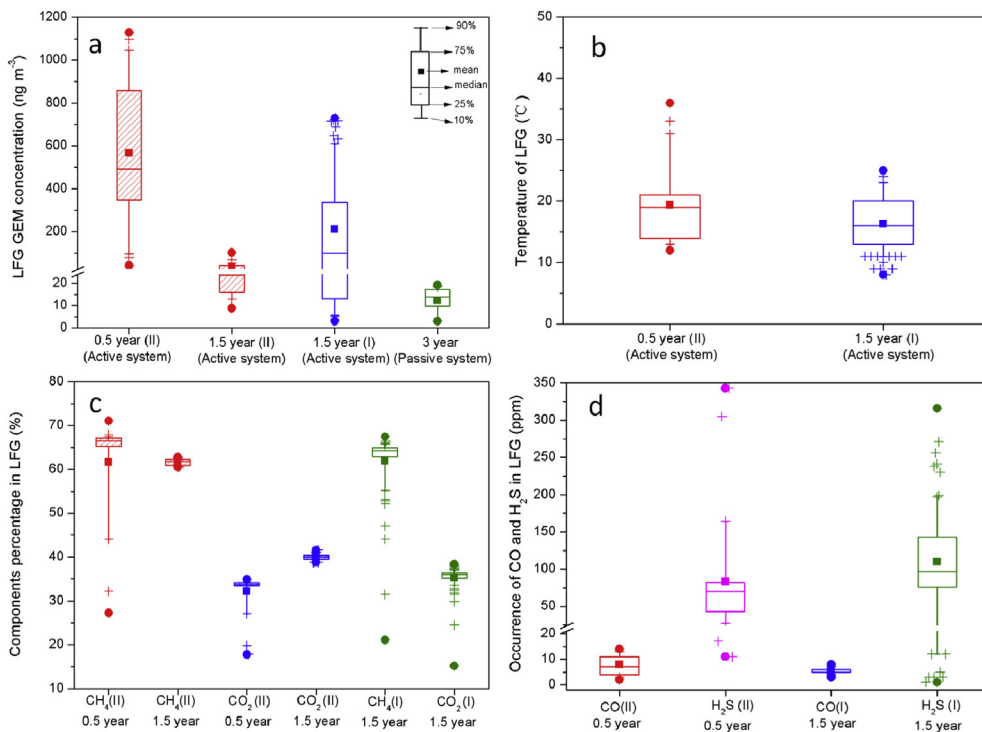 a
LFG GEM concentration (ng m⁻³)
1200
1000
800
600
400
200
20
10
0
90%
75%
mean
median
25%
10%
0.5 year (II)
(Active system)
1.5 year (II)
(Active system)
1.5 year (I)
(Active system)
3 year
(Passive system)
b
Temperature of LFG (℃)
50
40
30
20
10
0
0.5 year (II)
(Active system)
1.5 year (I)
(Active system)
c
Components percentage in LFG (%)
80
70
60
50
40
30
20
10
CH₄(II)
0.5 year
CH₄(II)
1.5 year
CO₂(II)
0.5 year
CO₂(II)
1.5 year
CH₄(I)
1.5 year
CO₂(I)
1.5 year
d
Occurrence of CO and H₂S in LFG (ppm)
350
300
250
200
150
100
50
20
10
0
CO(II)
0.5 year
H₂S (II)
0.5 year
CO(I)
1.5 year
H₂S (I)
1.5 year